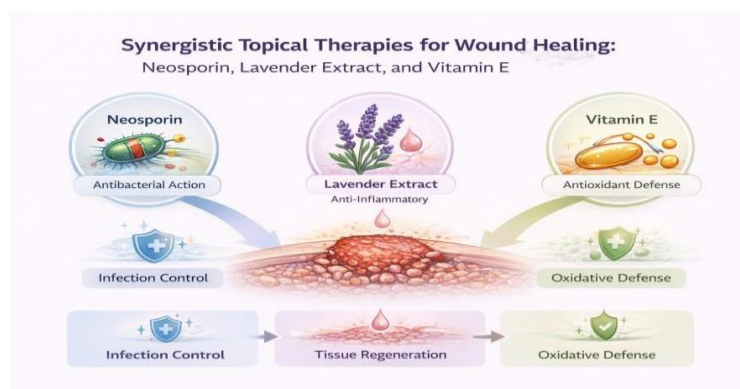 Synergistic Topical Therapies for Wound Healing:
Neosporin, Lavender Extract, and Vitamin E
Neosporin
Antibacterial Action
Lavender Extract
Anti-Inflammatory
Vitamin E
Antioxidant Defense
Infection Control
Oxidative Defense
Infection Control
Tissue Regeneration
Oxidative Defense